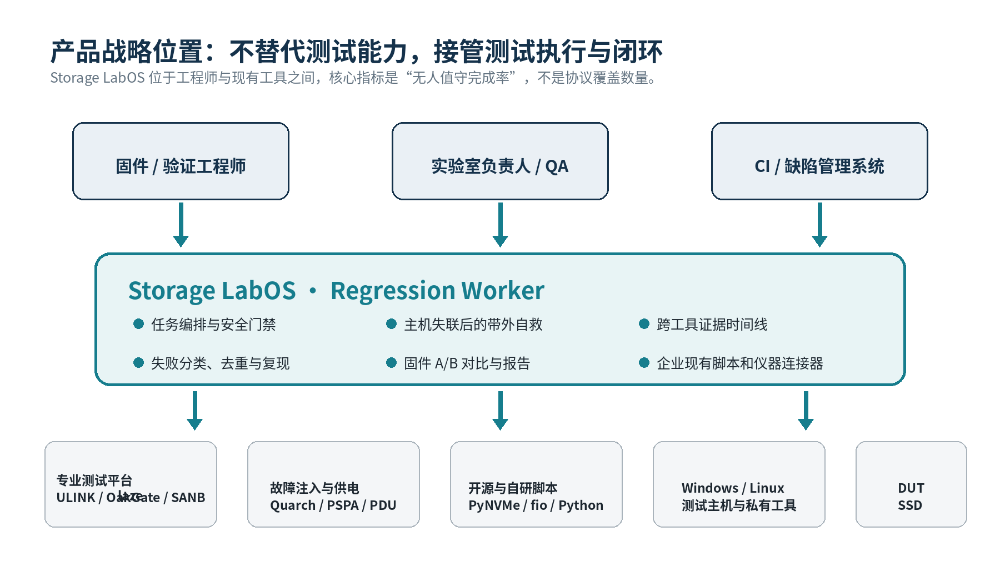 产品战略位置：不替代测试能力，接管测试执行与闭环
Storage LabOS 位于工程师与现有工具之间，核心指标是“无人值守完成率”，不是协议覆盖数量。
固件 / 验证工程师
实验室负责人 / QA
CI / 缺陷管理系统
Storage LabOS · Regression Worker
任务编排与安全门禁
主机失联后的带外自救
跨工具证据时间线
失败分类、去重与复现
固件 A/B 对比与报告
企业现有脚本和仪器连接器
专业测试平台
ULINK / OakGate / SANB
laze
故障注入与供电
Quarch / PSPA / PDU
开源与自研脚本
PyNVMe / fio / Python
Windows / Linux
测试主机与私有工具
DUT
SSD